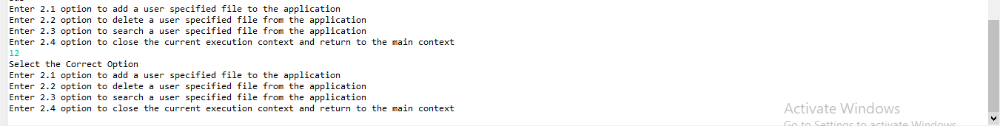 Enter 2.1 option to add a user specified file to the application
Enter 2.2 option to delete a user specified file from the application
Enter 2.3 option to search a user specified file from the application
Enter 2.4 option to close the current execution context and return to the main context
12
Select the Correct Option
Enter 2.1 option to add a user specified file to the application
Enter 2.2 option to delete a user specified file from the application
Enter 2.3 option to search a user specified file from the application
Enter 2.4 option to close the current execution context and return to the main context
Activate Windows
Go to Settings to activate Windows